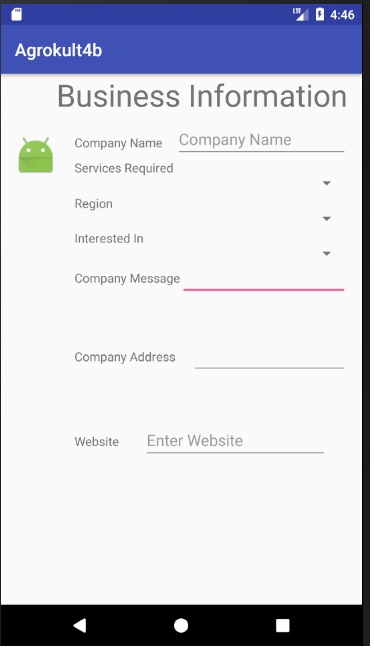 LTE 4:46
Agrokult4b
Business Information
Company Name Company Name
Services Required
Region
Interested In
Company Message
Company Address
Website Enter Website